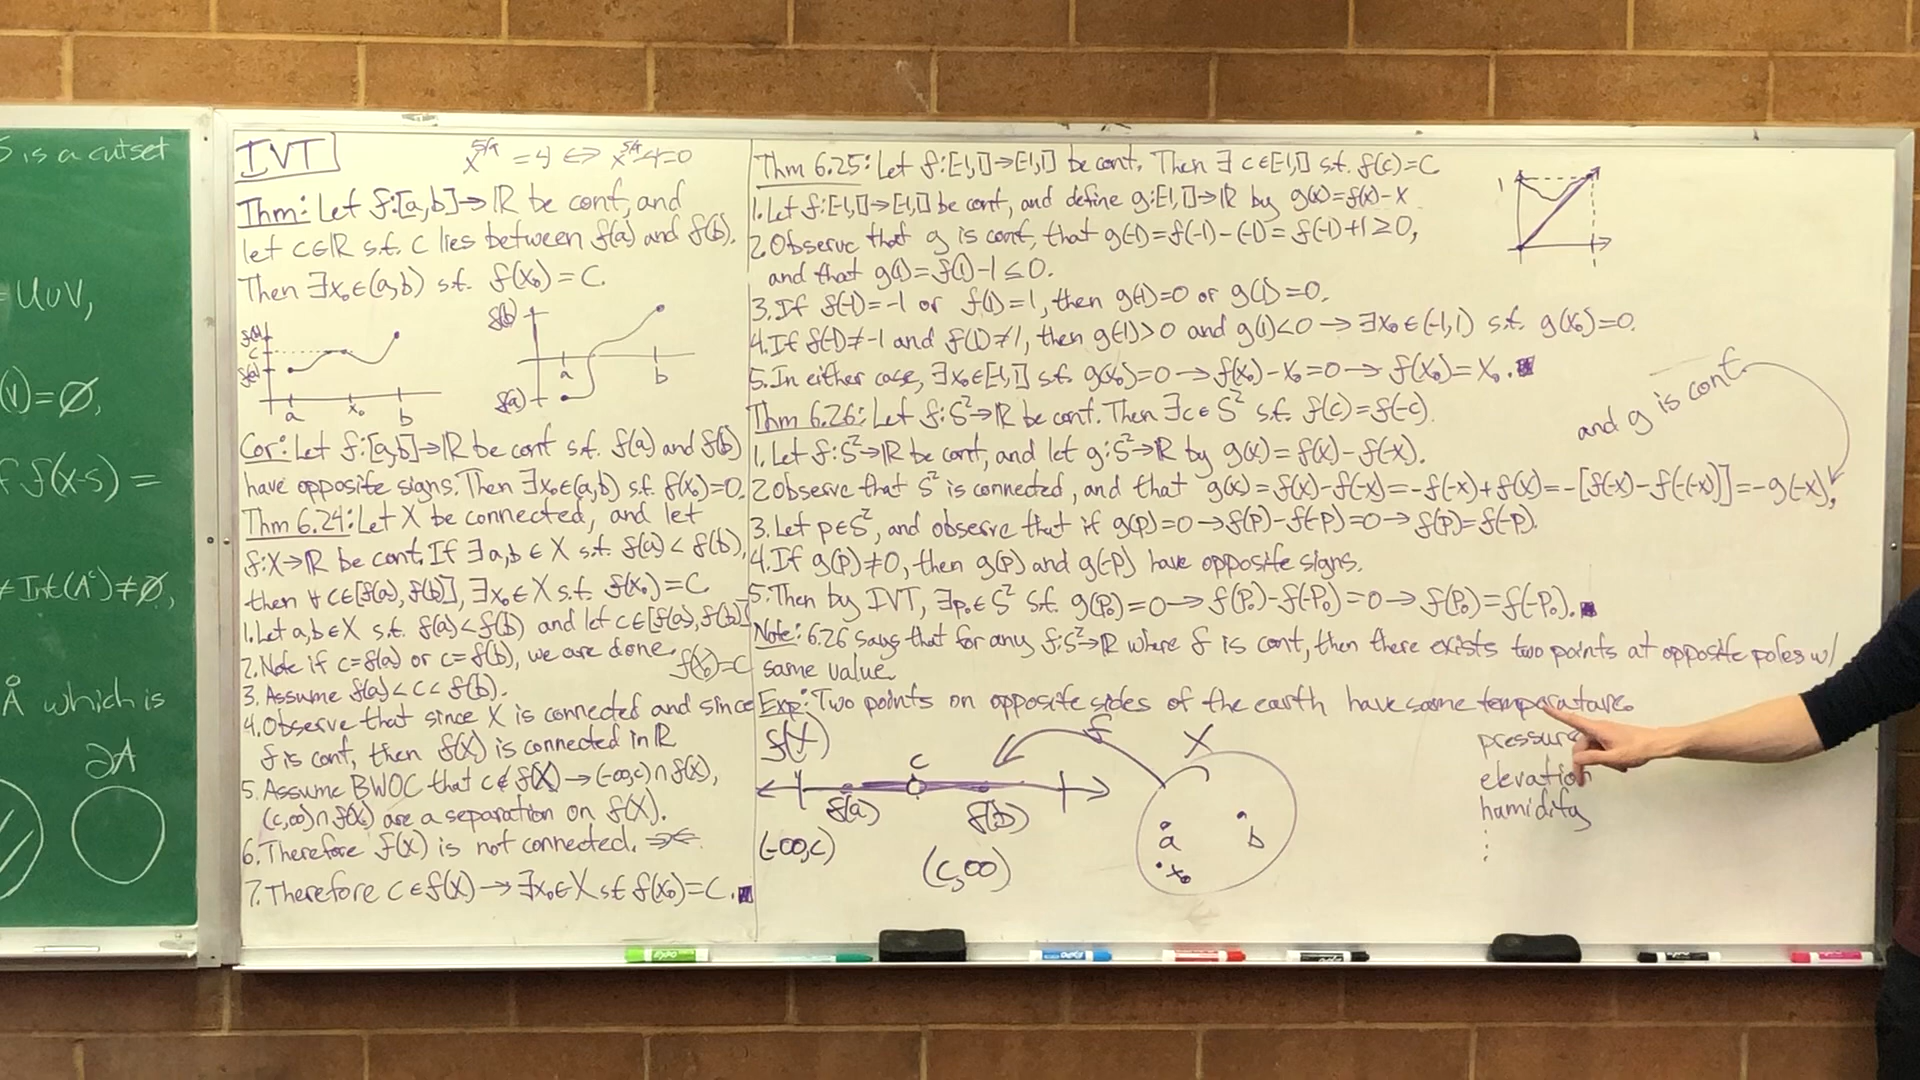 S is a cutset
= U∪V,
(V)=∅,
f(x-s) =
≠ Int(Aᶜ)≠∅,
Å which is
∂A
IVT
x^5/π = 4 ⇔ x^5/π - 4 = 0
Thm: Let f:[a,b]→ℝ be cont, and
let c∈ℝ s.t. c lies between f(a) and f(b).
Then ∃x₀∈(a,b) s.t. f(x₀) = C.
f(b)
c
f(a)
a
x₀
b
f(b)
f(a)
a
b
Cor: Let f:[a,b]→ℝ be cont s.t. f(a) and f(b)
have opposite signs. Then ∃x₀∈(a,b) s.t. f(x₀)=0.
Thm 6.24: Let X be connected, and let
f:X→ℝ be cont. If ∃a,b ∈ X s.t. f(a) < f(b),
then ∀ c∈[f(a), f(b)], ∃x₀∈X s.t. f(x₀)=C
1. Let a,b∈X s.t. f(a)<f(b) and let c∈[f(a), f(b)]
2. Note if c=f(a) or c=f(b), we are done. f(x₀)=C
3. Assume f(a)<c<f(b).
4. Observe that since X is connected and since
f is cont, then f(X) is connected in ℝ
5. Assume BWOC that c∉f(X) → (-∞,c)∩f(X),
(c,∞)∩f(X) are a separation on f(X).
6. Therefore f(X) is not connected. ⇒⇐
7. Therefore c∈f(X) → ∃x₀∈X s.t f(x₀)=C. ■
Thm 6.25: Let f:[-1,1]→[-1,1] be cont. Then ∃ c∈[-1,1] s.t. f(c)=C
1. Let f:[-1,1]→[-1,1] be cont, and define g:[-1,1]→ℝ by g(x)=f(x)-x
2. Observe that g is cont, that g(-1)=f(-1)-(-1)=f(-1)+1≥0,
and that g(1)=f(1)-1≤0.
3. If f(-1)=-1 or f(1)=1, then g(-1)=0 or g(1)=0.
4. If f(-1)≠-1 and f(1)≠1, then g(-1)>0 and g(1)<0 → ∃x₀∈(-1,1) s.t. g(x₀)=0.
5. In either case, ∃x₀∈[-1,1] s.t. g(x₀)=0 → f(x₀)-x₀=0 → f(x₀)=x₀. ■
1
Thm 6.26: Let f:S²→ℝ be cont. Then ∃c∈S² s.t. f(c)=f(-c).
1. Let f:S²→ℝ be cont, and let g:S²→ℝ by g(x)=f(x)-f(-x).
and g is cont.
2. Observe that S² is connected, and that g(x)=f(x)-f(-x)=-f(-x)+f(x)=-[f(-x)-f(-(-x))]=-g(-x),
3. Let p∈S², and observe that if g(p)=0→f(p)-f(-p)=0→f(p)=f(-p).
4. If g(p)≠0, then g(p) and g(-p) have opposite signs.
5. Then by IVT, ∃p₀∈S² s.t. g(p₀)=0→f(p₀)-f(-p₀)=0→f(p₀)=f(-p₀). ■
Note: 6.26 says that for any f:S²→ℝ where f is cont, then there exists two points at opposite poles w/
same value.
Exp: Two points on opposite sides of the earth have same temperature.
pressure
elevation
humidity
⋮
f(X)
f
X
c
f(a)
f(b)
(-∞,c)
(c,∞)
a
b
x₀
EXPO